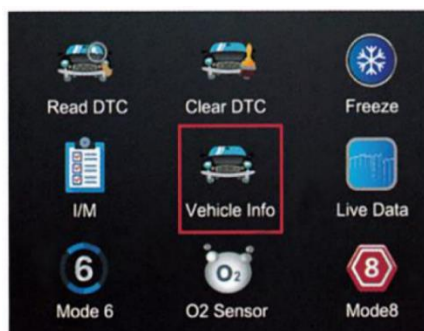 Read DTC
Clear DTC
Freeze
I/M
Vehicle Info
Live Data
6
O2
8
Mode 6
O2 Sensor
Mode8